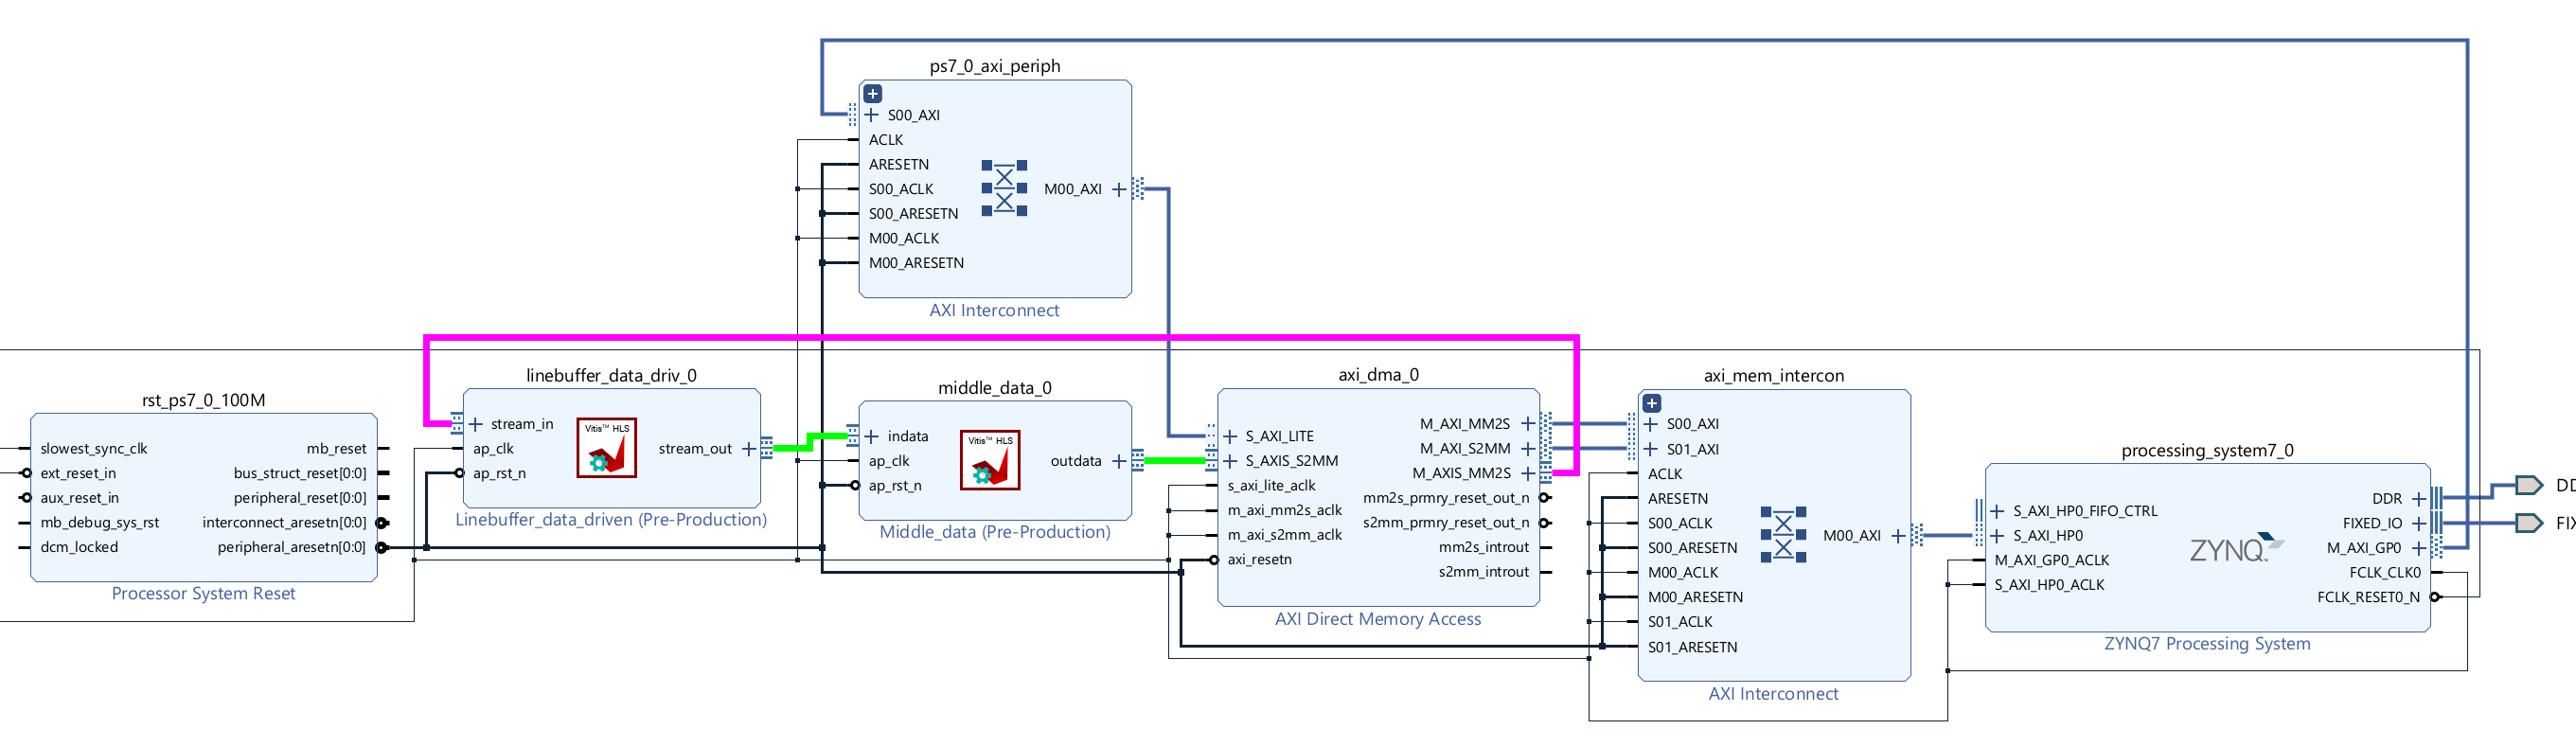 ps7_0_axi_periph
S00_AXI
ACLK
ARESETN
S00_ACLK
M00_AXI
S00_ARESETN
M00_ACLK
M00_ARESETN
AXI Interconnect
rst_ps7_0_100M
slowest_sync_clk
mb_reset
ext_reset_in
bus_struct_reset[0:0]
aux_reset_in
peripheral_reset[0:0]
mb_debug_sys_rst
interconnect_aresetn[0:0]
dcm_locked
peripheral_aresetn[0:0]
Processor System Reset
linebuffer_data_driv_0
stream_in
Vitis™ HLS
ap_clk
stream_out
ap_rst_n
Linebuffer_data_driven (Pre-Production)
middle_data_0
indata
Vitis™ HLS
ap_clk
outdata
ap_rst_n
Middle_data (Pre-Production)
axi_dma_0
M_AXI_MM2S
S_AXI_LITE
M_AXI_S2MM
S_AXIS_S2MM
M_AXIS_MM2S
s_axi_lite_aclk
mm2s_prmry_reset_out_n
m_axi_mm2s_aclk
s2mm_prmry_reset_out_n
m_axi_s2mm_aclk
mm2s_introut
axi_resetn
s2mm_introut
AXI Direct Memory Access
axi_mem_intercon
S00_AXI
S01_AXI
ACLK
ARESETN
S00_ACLK
M00_AXI
S00_ARESETN
M00_ACLK
M00_ARESETN
S01_ACLK
S01_ARESETN
AXI Interconnect
processing_system7_0
DDR
S_AXI_HP0_FIFO_CTRL
FIXED_IO
S_AXI_HP0
M_AXI_GP0
M_AXI_GP0_ACLK
ZYNQ
FCLK_CLK0
S_AXI_HP0_ACLK
FCLK_RESET0_N
ZYNQ7 Processing System